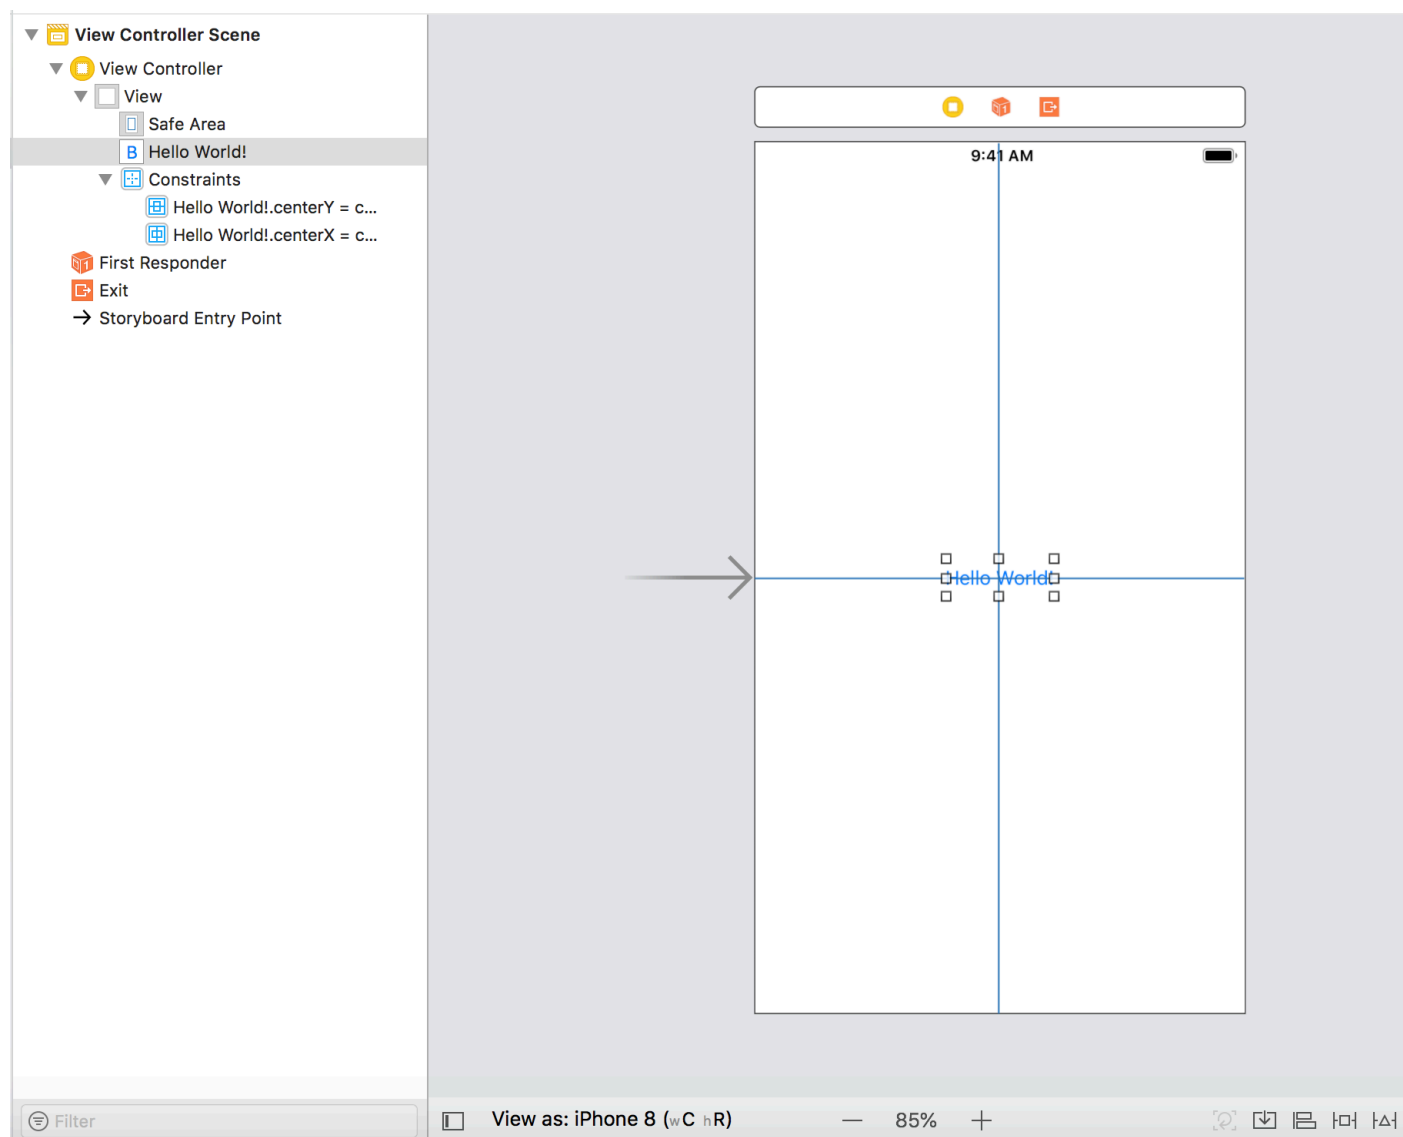 View Controller Scene
View Controller
View
Safe Area
B Hello World!
Constraints
Hello World!.centerY = c...
Hello World!.centerX = c...
First Responder
Exit
Storyboard Entry Point
9:41 AM
Hello World!
Filter
View as: iPhone 8 (wC hR)
85%